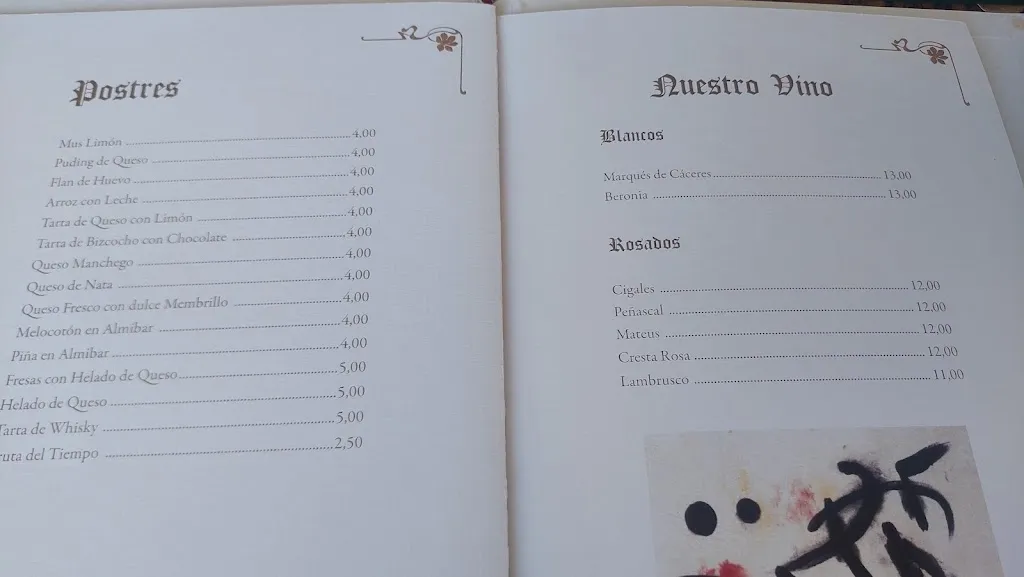 Postres
Mus Limón 4,00
Puding de Queso 4,00
Flan de Huevo 4,00
Arroz con Leche 4,00
Tarta de Queso con Limón 4,00
Tarta de Bizcocho con Chocolate 4,00
Queso Manchego 4,00
Queso de Nata 4,00
Queso Fresco con dulce Membrillo 4,00
Melocotón en Almibar 4,00
Piña en Almibar 4,00
Fresas con Helado de Queso 5,00
Helado de Queso 5,00
Tarta de Whisky 5,00
ruta del Tiempo 2,50
Nuestro Vino
Blancos
Marqués de Cáceres 13,00
Beronia 13,00
Rosados
Cigales 12,00
Peñascal 12,00
Mateus 12,00
Cresta Rosa 12,00
Lambrusco 11,00